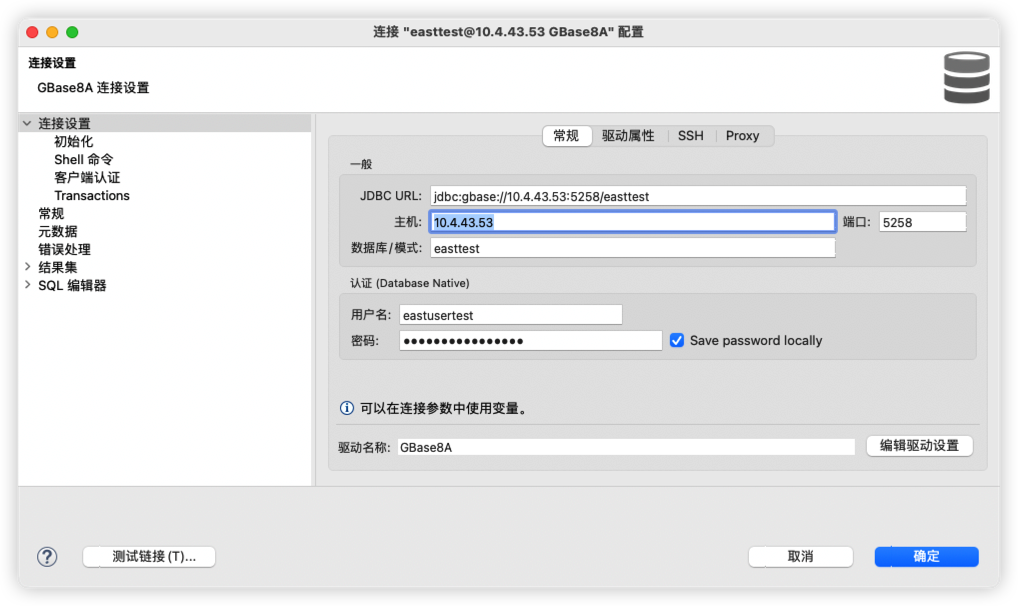 连接 "easttest@10.4.43.53 GBase8A" 配置
连接设置
GBase8A 连接设置
连接设置
初始化
Shell 命令
客户端认证
Transactions
常规
元数据
错误处理
结果集
SQL 编辑器
常规 驱动属性 SSH Proxy
一般
JDBC URL: jdbc:gbase://10.4.43.53:5258/easttest
主机: 10.4.43.53 端口: 5258
数据库/模式: easttest
认证 (Database Native)
用户名: eastusertest
密码: ●●●●●●●●●●●●●●●● Save password locally
可以在连接参数中使用变量。
驱动名称: GBase8A 编辑驱动设置
? 测试链接 (T)... 取消 确定